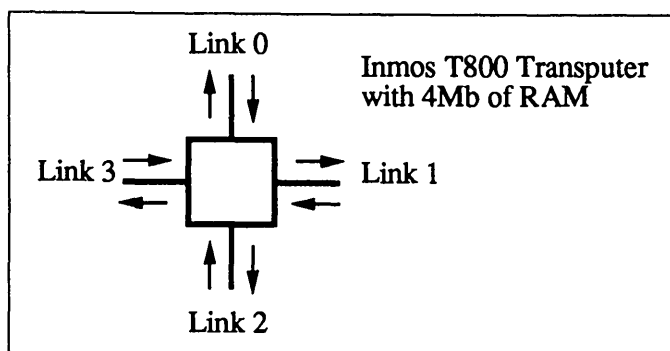 Link 0
Inmos T800 Transputer
with 4Mb of RAM
Link 3
Link 1
Link 2